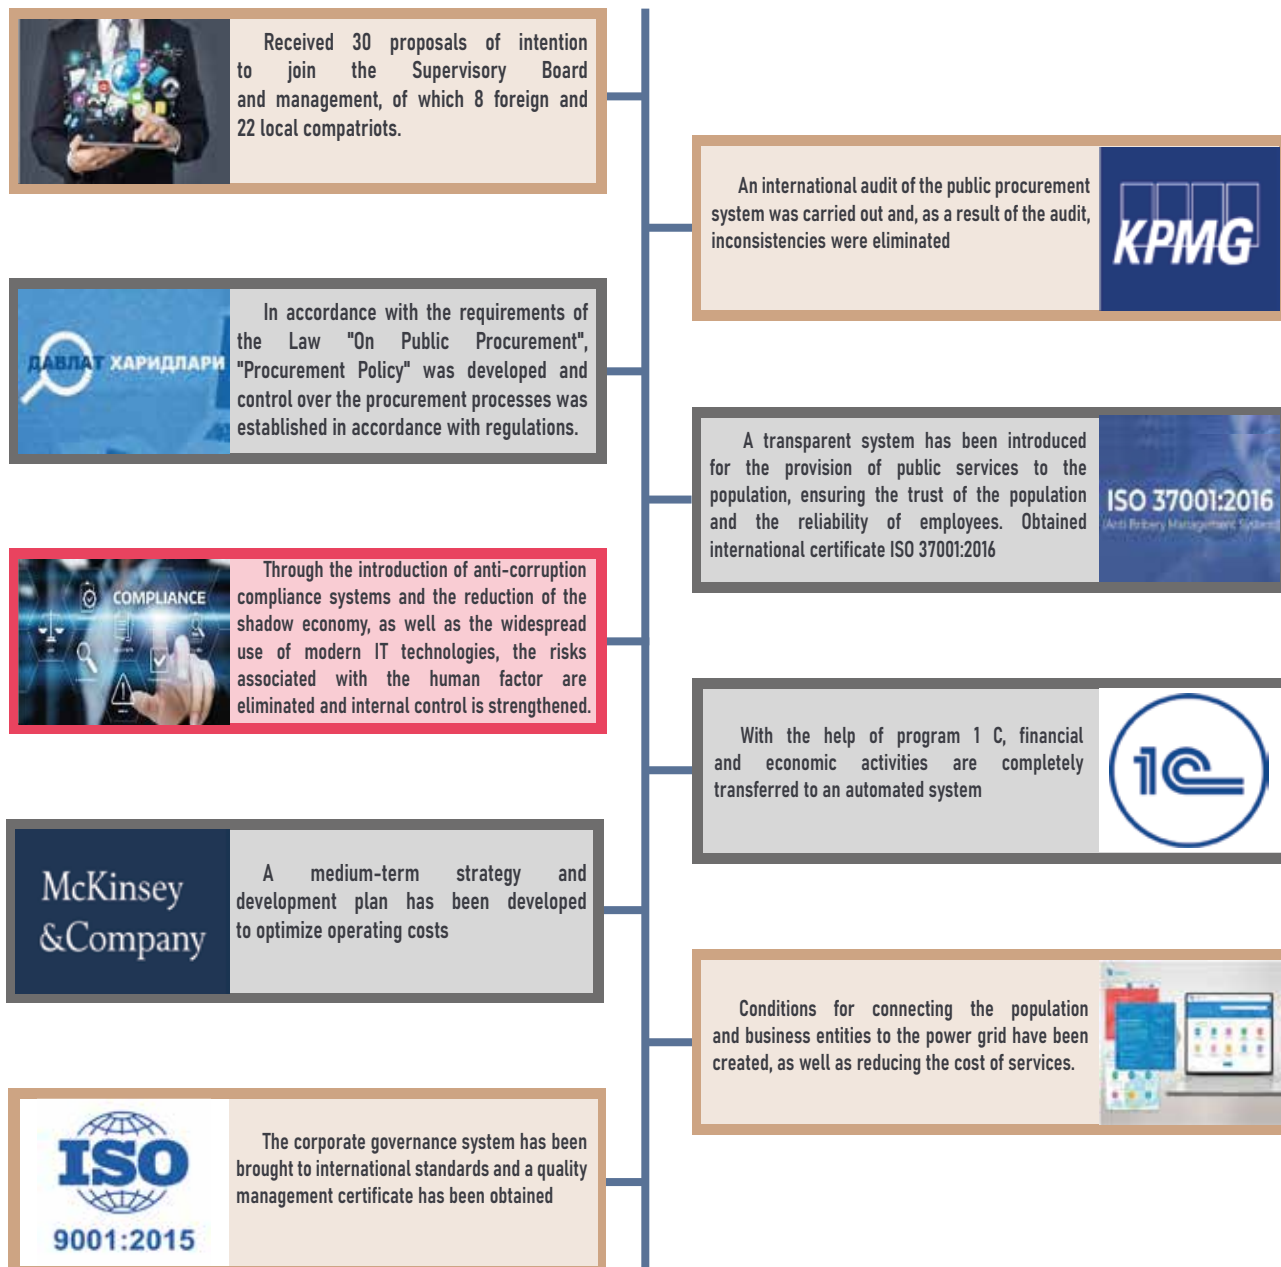 Received 30 proposals of intention
to join the Supervisory Board
and management, of which 8 foreign and
22 local compatriots.
An international audit of the public procurement
system was carried out and, as a result of the audit,
inconsistencies were eliminated
KPMG
ДАВЛАТ ХАРИДЛАРИ
In accordance with the requirements of
the Law "On Public Procurement",
"Procurement Policy" was developed and
control over the procurement processes was
established in accordance with regulations.
A transparent system has been introduced
for the provision of public services to the
population, ensuring the trust of the population
and the reliability of employees. Obtained
international certificate ISO 37001:2016
ISO 37001:2016
(Anti Bribery Management System)
COMPLIANCE
Through the introduction of anti-corruption
compliance systems and the reduction of the
shadow economy, as well as the widespread
use of modern IT technologies, the risks
associated with the human factor are
eliminated and internal control is strengthened.
With the help of program 1 C, financial
and economic activities are completely
transferred to an automated system
1C
McKinsey
&Company
A medium-term strategy and
development plan has been developed
to optimize operating costs
Conditions for connecting the population
and business entities to the power grid have been
created, as well as reducing the cost of services.
ISO
9001:2015
The corporate governance system has been
brought to international standards and a quality
management certificate has been obtained